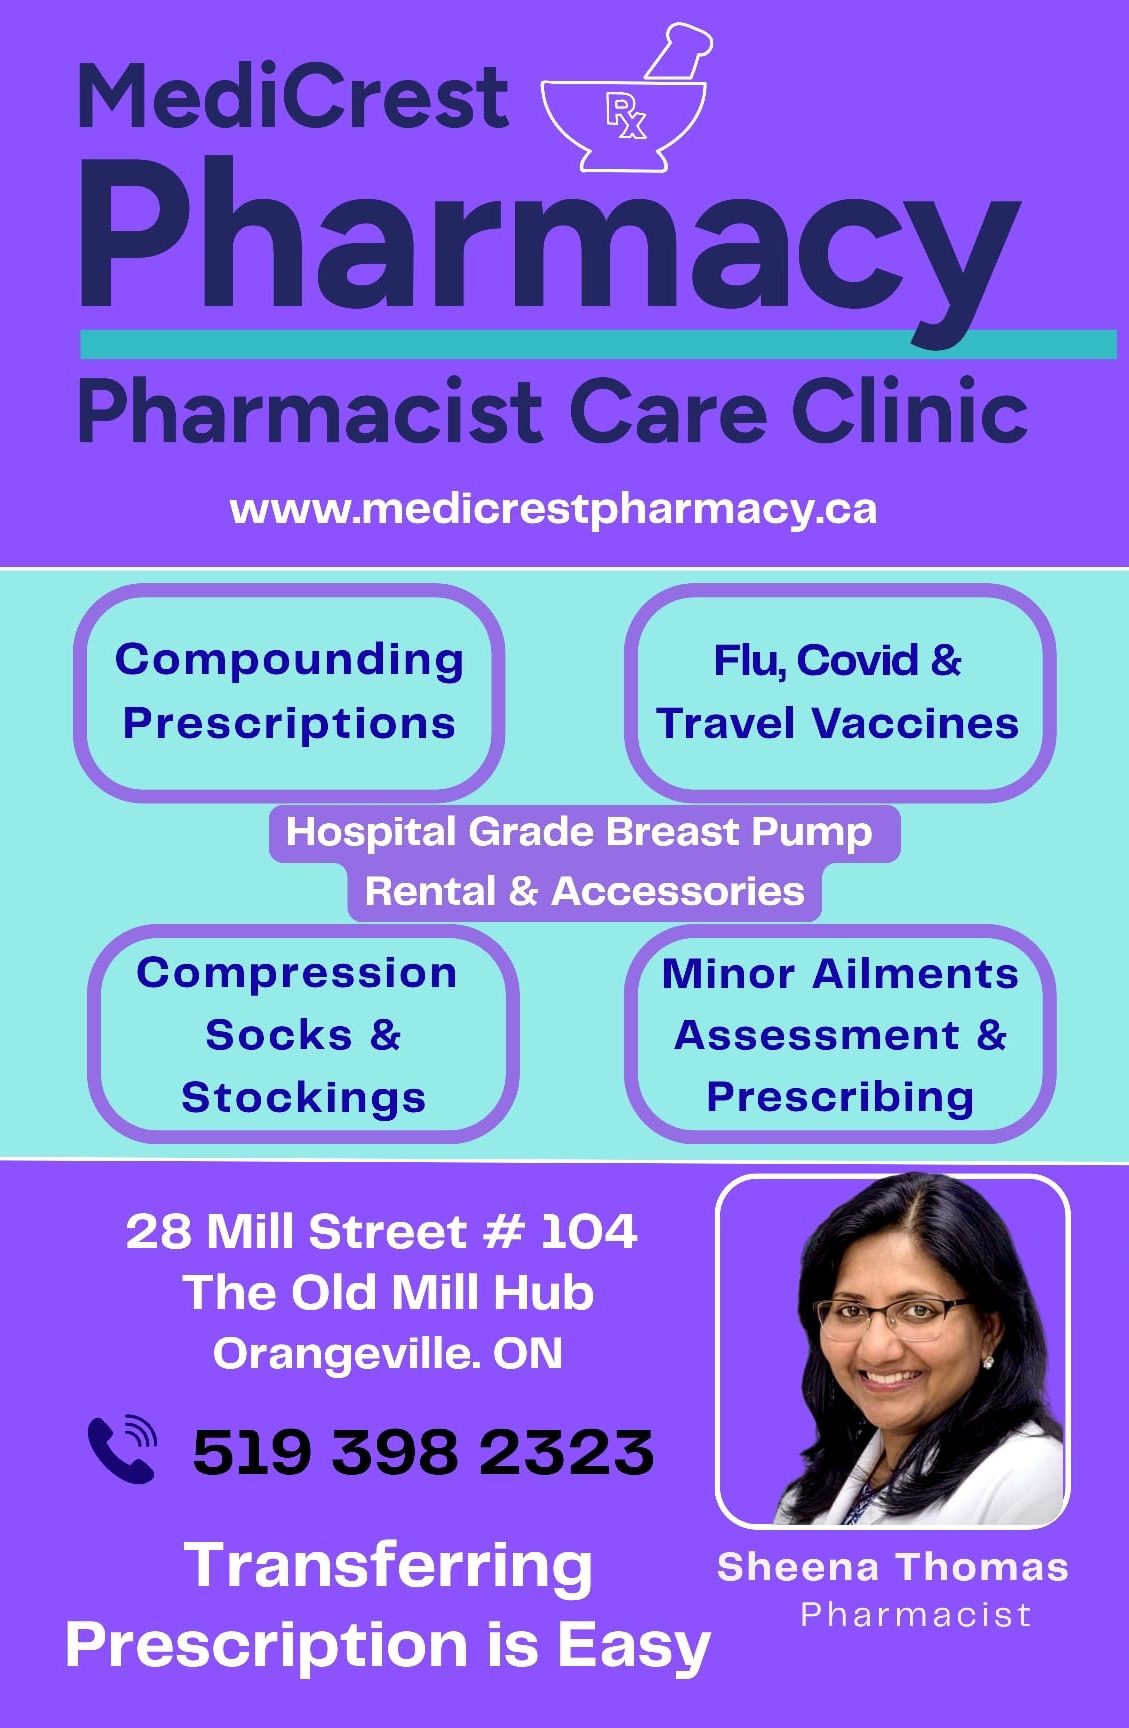 MediCrest
Rx
Pharmacy
Pharmacist Care Clinic
www.medicrestpharmacy.ca
Compounding
Prescriptions
Flu, Covid &
Travel Vaccines
Hospital Grade Breast Pump
Rental & Accessories
Compression
Socks &
Stockings
Minor Ailments
Assessment &
Prescribing
28 Mill Street # 104
The Old Mill Hub
Orangeville. ON
519 398 2323
Transferring
Prescription is Easy
Sheena Thomas
Pharmacist